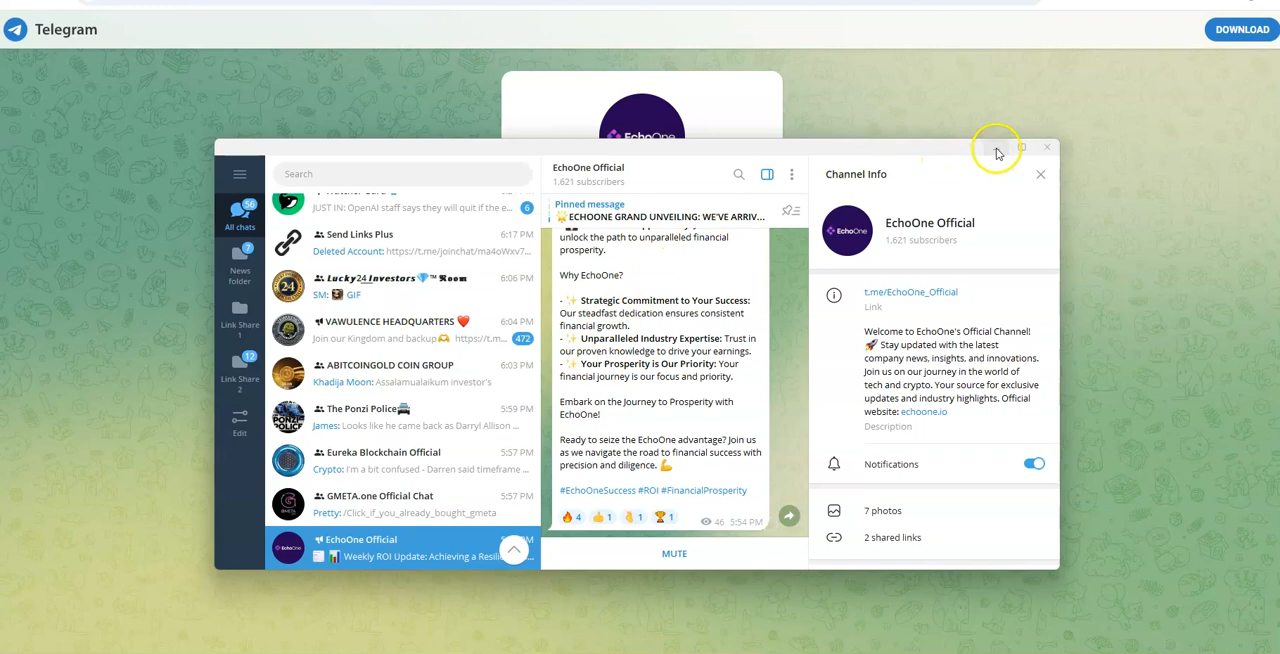 Telegram
DOWNLOAD
EchoOne
Search
56
All chats
7
News
folder
Link Share
1
12
Link Share
2
Edit
JUST IN: OpenAI staff says they will quit if the e...
6
Send Links Plus
6:17 PM
Deleted Account: https://t.me/joinchat/ma4oWxv7...
Lucky24 Investors💎™ Room
6:06 PM
SM: GIF
VAWULENCE HEADQUARTERS ❤️
6:04 PM
Join our Kingdom and backup🫶 https://t.m...
472
ABITCOINGOLD COIN GROUP
6:03 PM
Khadija Moon: Assalamualaikum investor's
The Ponzi Police🚔
5:59 PM
James: Looks like he came back as Darryl Allison ...
Eureka Blockchain Official
5:57 PM
Crypto: I'm a bit confused - Darren said timeframe ...
GMETA.one Official Chat
5:57 PM
Pretty: /Click_if_you_already_bought_gmeta
EchoOne Official
📊 Weekly ROI Update: Achieving a Resili
EchoOne Official
1,621 subscribers
Pinned message
🌟ECHOONE GRAND UNVEILING: WE'VE ARRIV...
unlock the path to unparalleled financial
prosperity.
Why EchoOne?
- ✨ Strategic Commitment to Your Success:
Our steadfast dedication ensures consistent
financial growth.
- ✨ Unparalleled Industry Expertise: Trust in
our proven knowledge to drive your earnings.
- ✨ Your Prosperity is Our Priority: Your
financial journey is our focus and priority.
Embark on the Journey to Prosperity with
EchoOne!
Ready to seize the EchoOne advantage? Join us
as we navigate the road to financial success with
precision and diligence. 💪
#EchoOneSuccess #ROI #FinancialProsperity
🔥 4 👍 1 👌 1 🏆 1
46 5:54 PM
MUTE
Channel Info
EchoOne
EchoOne Official
1,621 subscribers
t.me/EchoOne_Official
Link
Welcome to EchoOne's Official Channel!
🚀 Stay updated with the latest
company news, insights, and innovations.
Join us on our journey in the world of
tech and crypto. Your source for exclusive
updates and industry highlights. Official
website: echoone.io
Description
Notifications
7 photos
2 shared links